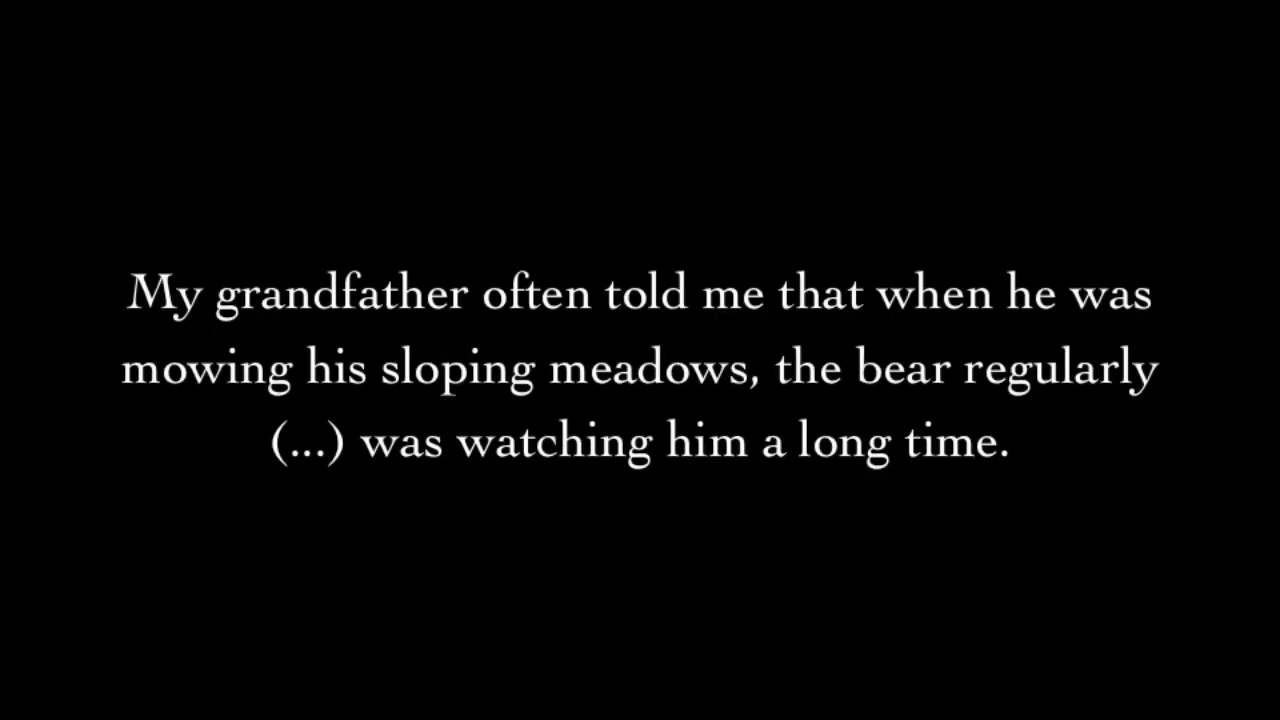 My grandfather often told me that when he was
mowing his sloping meadows, the bear regularly
(...) was watching him a long time.